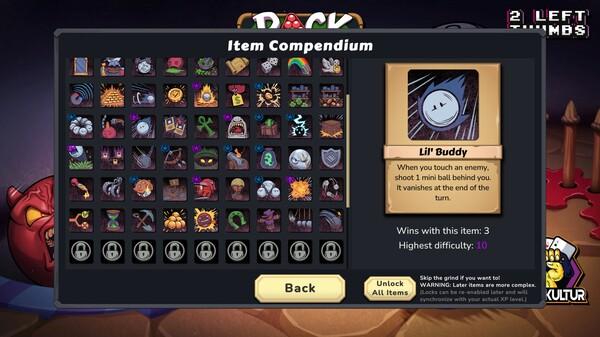 2 LEFT
THUMBS
Item Compendium
Lil' Buddy
When you touch an enemy,
shoot 1 mini ball behind you.
It vanishes at the end of the
turn.
Wins with this item: 3
Highest difficulty: 10
Back
Unlock
All Items
Skip the grind if you want!
WARNING: Later items are more complex.
(Locks can be re-enabled later and will
synchronize with your actual XP level.)
KULTUR